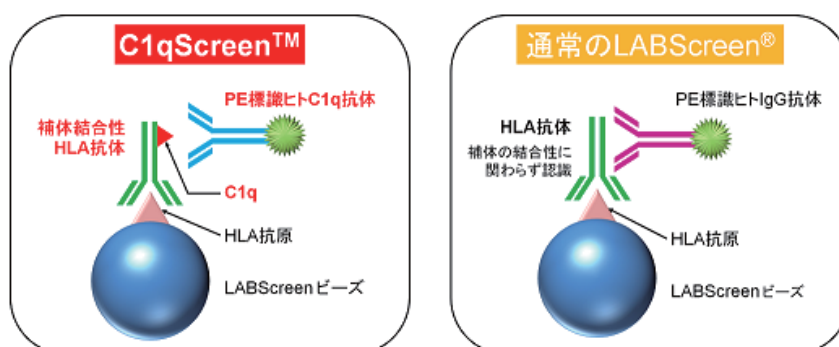 C1qScreen™
PE標識ヒトC1q抗体
補体結合性
HLA抗体
C1q
HLA抗原
LABScreenビーズ
通常のLABScreen®
PE標識ヒトIgG抗体
HLA抗体
補体の結合性に
関わらず認識
HLA抗原
LABScreenビーズ